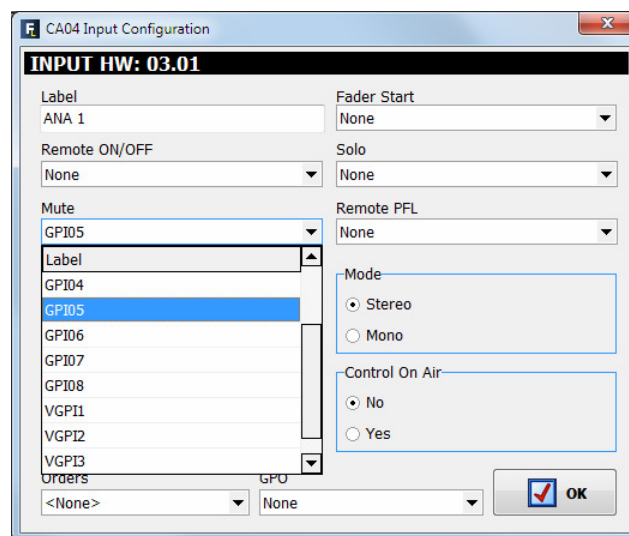 CA04 Input Configuration
INPUT HW: 03.01
Label
ANA 1
Fader Start
None
Remote ON/OFF
None
Solo
None
Mute
GPI05
Remote PFL
None
Label
GPI04
GPI05
GPI06
GPI07
GPI08
VGPI1
VGPI2
VGPI3
Mode
Stereo
Mono
Control On Air
No
Yes
Orders
<None>
GPO
None
OK